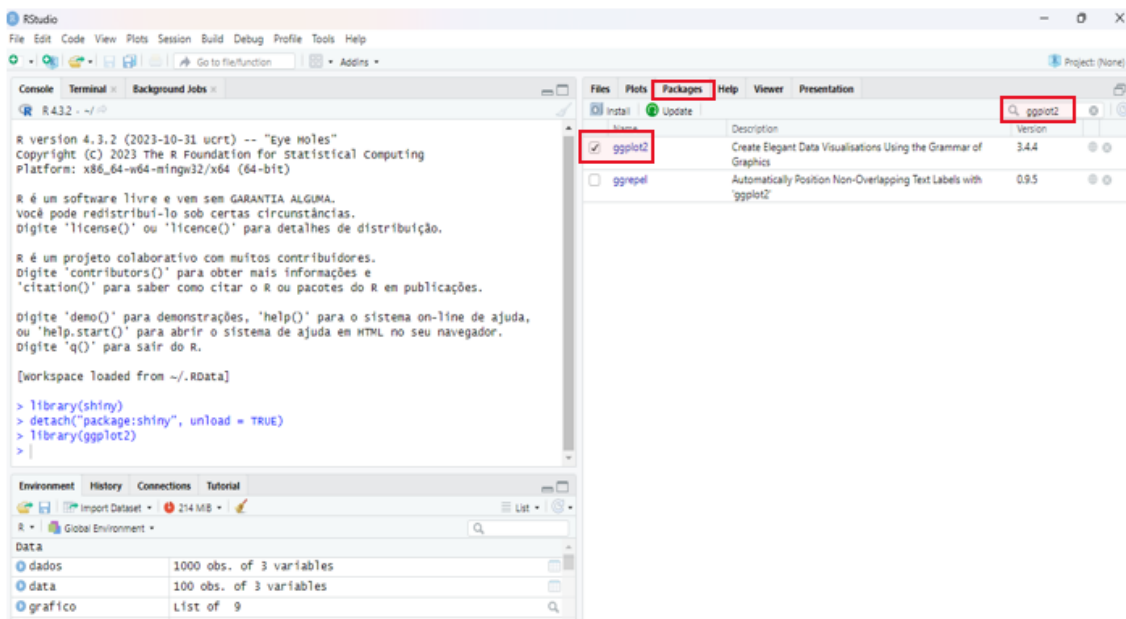 RStudio
File Edit Code View Plots Session Build Debug Profile Tools Help
Go to file/function Addins Project: (None)
Console Terminal Background Jobs
R 4.3.2 · ~/
R version 4.3.2 (2023-10-31 ucrt) -- "Eye Holes"
Copyright (C) 2023 The R Foundation for Statistical Computing
Platform: x86_64-w64-mingw32/x64 (64-bit)
R é um software livre e vem sem GARANTIA ALGUMA.
Você pode redistribuí-lo sob certas circunstâncias.
Digite 'license()' ou 'licence()' para detalhes de distribuição.
R é um projeto colaborativo com muitos contribuidores.
Digite 'contributors()' para obter mais informações e
'citation()' para saber como citar o R ou pacotes do R em publicações.
Digite 'demo()' para demonstrações, 'help()' para o sistema on-line de ajuda,
ou 'help.start()' para abrir o sistema de ajuda em HTML no seu navegador.
Digite 'q()' para sair do R.
[Workspace loaded from ~/.RData]
> library(shiny)
> detach("package:shiny", unload = TRUE)
> library(ggplot2)
>
Environment History Connections Tutorial
Import Dataset 214 MiB List
R Global Environment
Data
dados 1000 obs. of 3 variables
data 100 obs. of 3 variables
grafico List of 9
Files Plots Packages Help Viewer Presentation
Install Update ggplot2
Name Description Version
ggplot2 Create Elegant Data Visualisations Using the Grammar of 3.4.4
Graphics
ggrepel Automatically Position Non-Overlapping Text Labels with 0.9.5
'ggplot2'